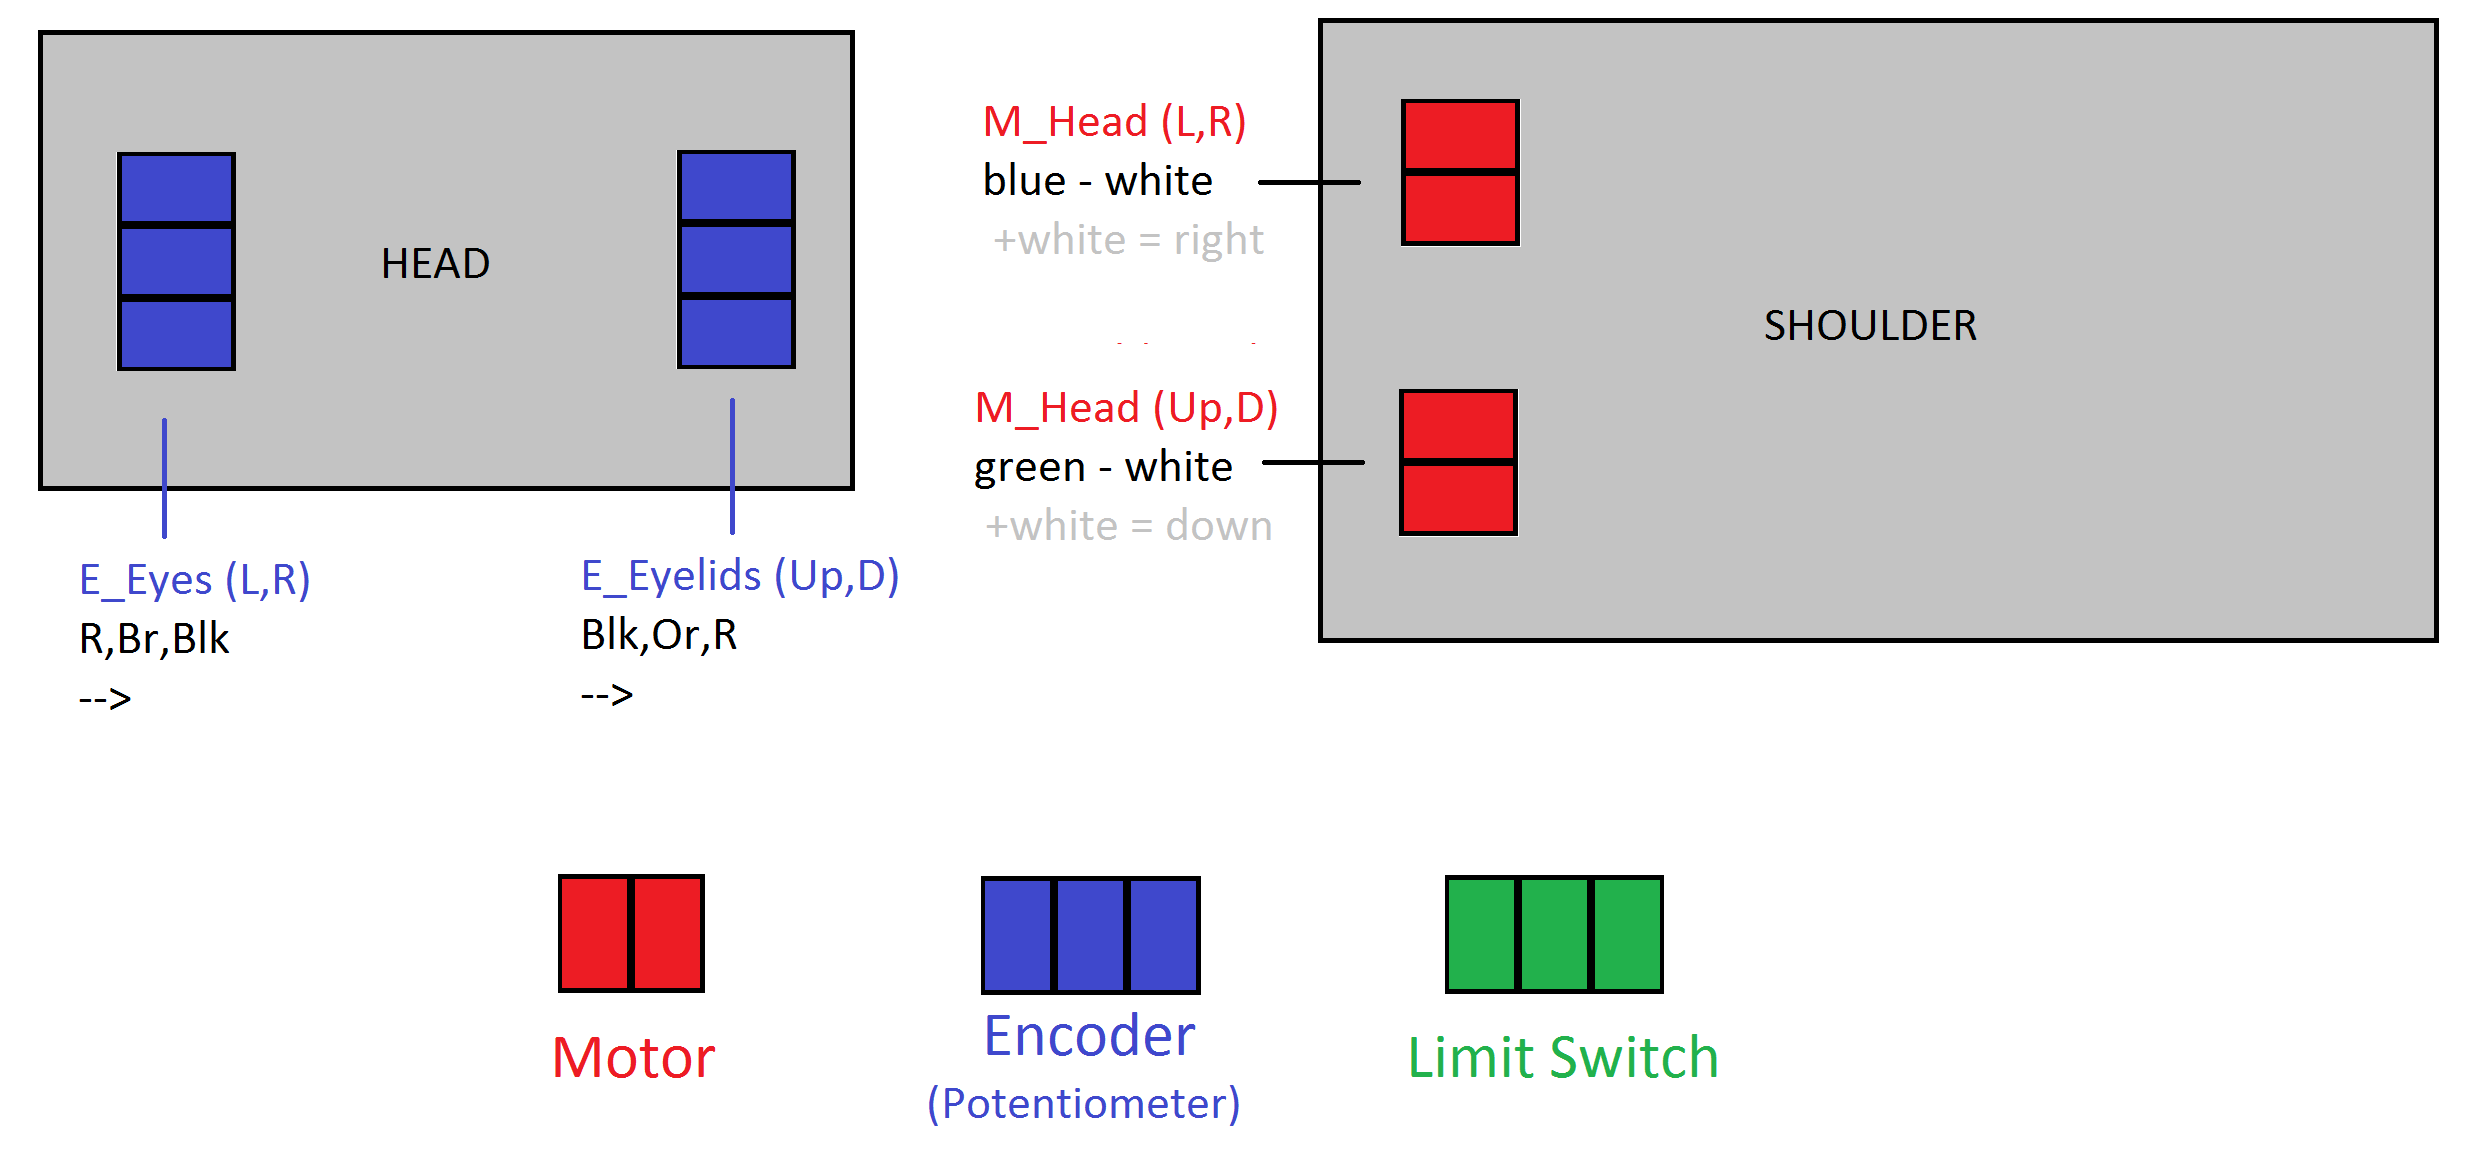 HEAD
E_Eyes (L,R)
R,Br,Blk
-->
E_Eyelids (Up,D)
Blk,Or,R
-->
M_Head (L,R)
blue - white
+white = right
M_Head (Up,D)
green - white
+white = down
SHOULDER
Motor
Encoder
(Potentiometer)
Limit Switch